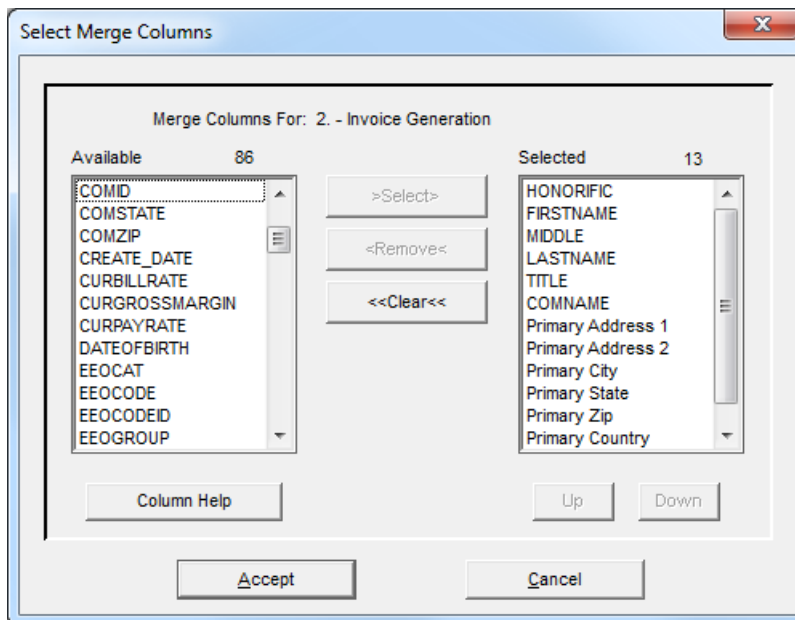 Select Merge Columns
Merge Columns For: 2. - Invoice Generation
Available 86
COMID
COMSTATE
COMZIP
CREATE_DATE
CURBILLRATE
CURGROSSMARGIN
CURPAYRATE
DATEOFBIRTH
EEOCAT
EEOCODE
EEOCODEID
EEOGROUP
>Select>
<Remove<
<<Clear<<
Selected 13
HONORIFIC
FIRSTNAME
MIDDLE
LASTNAME
TITLE
COMNAME
Primary Address 1
Primary Address 2
Primary City
Primary State
Primary Zip
Primary Country
Column Help
Up
Down
Accept
Cancel